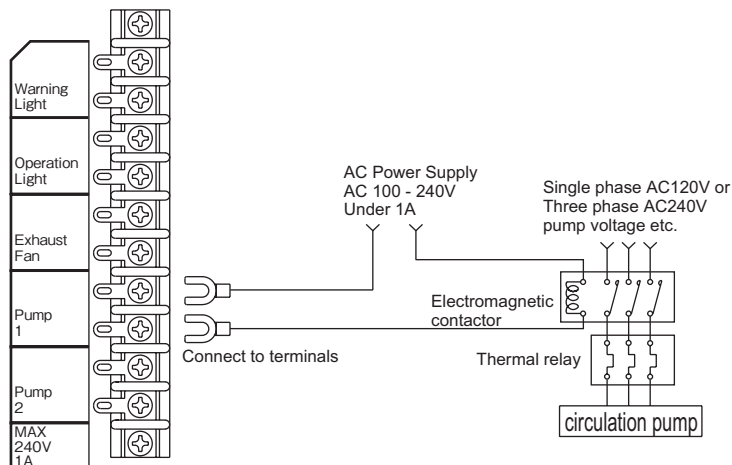 Warning
Light
Operation
Light
Exhaust
Fan
Pump
1
Pump
2
MAX
240V
1A
AC Power Supply
AC 100 - 240V
Under 1A
Single phase AC120V or
Three phase AC240V
pump voltage etc.
Electromagnetic
contactor
Connect to terminals
Thermal relay
circulation pump